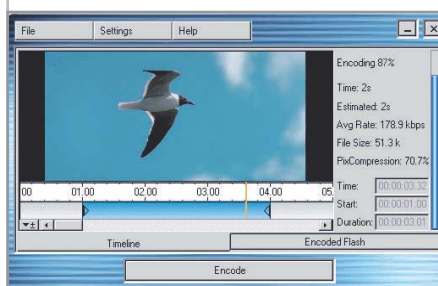 File Settings Help
Encoding 87%
Time: 2s
Estimated: 2s
Avg Rate: 178.9 kbps
File Size: 51.3 k
PixCompression: 70.7%
00 01:00 02:00 03:00 04:00 05
Time: 00:00:03.32
Start: 00:00:01.00
Duration: 00:00:03.01
Timeline Encoded Flash
Encode